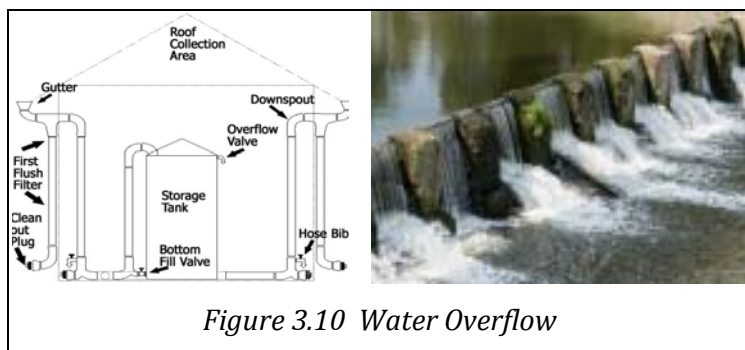 Roof
Collection
Area
Gutter
Downspout
Overflow
Valve
First
Flush
Filter
Storage
Tank
Clean
out
Plug
Hose Bib
Bottom
Fill Valve
Figure 3.10 Water Overflow